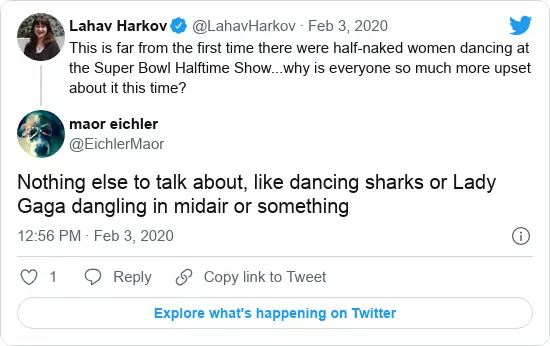 Lahav Harkov @LahavHarkov · Feb 3, 2020
This is far from the first time there were half-naked women dancing at
the Super Bowl Halftime Show...why is everyone so much more upset
about it this time?
maor eichler
@EichlerMaor
Nothing else to talk about, like dancing sharks or Lady
Gaga dangling in midair or something
12:56 PM · Feb 3, 2020
1 Reply Copy link to Tweet
Explore what's happening on Twitter